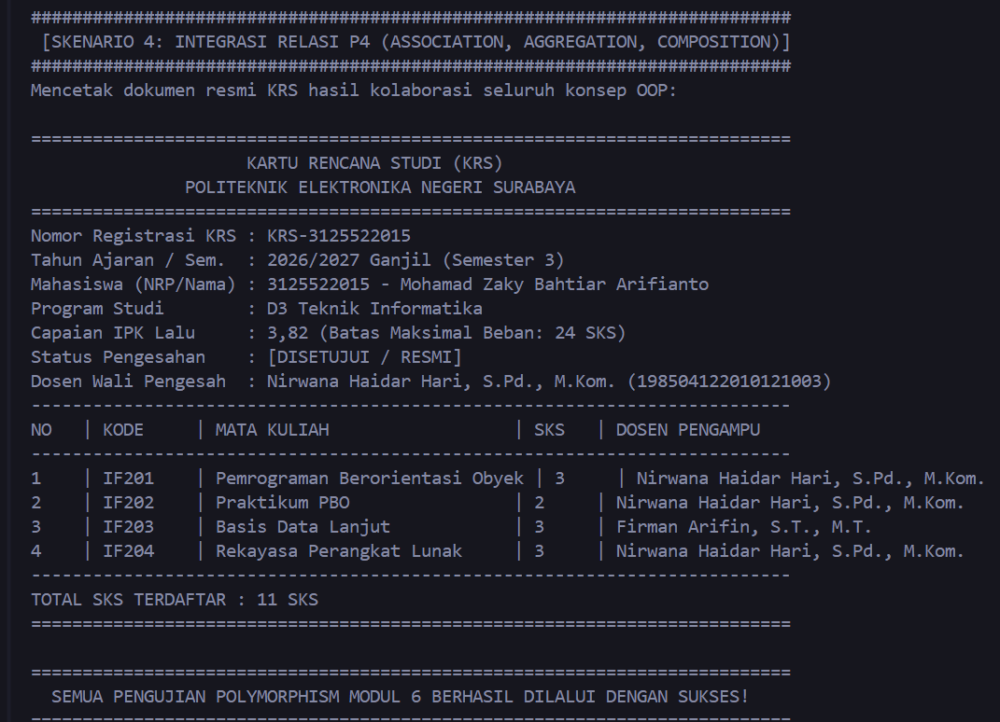 ##########################################################################
[SKENARIO 4: INTEGRASI RELASI P4 (ASSOCIATION, AGGREGATION, COMPOSITION)]
##########################################################################
Mencetak dokumen resmi KRS hasil kolaborasi seluruh konsep OOP:
==========================================================================
KARTU RENCANA STUDI (KRS)
POLITEKNIK ELEKTRONIKA NEGERI SURABAYA
==========================================================================
Nomor Registrasi KRS : KRS-3125522015
Tahun Ajaran / Sem.  : 2026/2027 Ganjil (Semester 3)
Mahasiswa (NRP/Nama) : 3125522015 - Mohamad Zaky Bahtiar Arifianto
Program Studi        : D3 Teknik Informatika
Capaian IPK Lalu     : 3,82 (Batas Maksimal Beban: 24 SKS)
Status Pengesahan    : [DISETUJUI / RESMI]
Dosen Wali Pengesah  : Nirwana Haidar Hari, S.Pd., M.Kom. (198504122010121003)
--------------------------------------------------------------------------
NO   | KODE     | MATA KULIAH                  | SKS   | DOSEN PENGAMPU
--------------------------------------------------------------------------
1    | IF201    | Pemrograman Berorientasi Obyek | 3     | Nirwana Haidar Hari, S.Pd., M.Kom.
2    | IF202    | Praktikum PBO                | 2     | Nirwana Haidar Hari, S.Pd., M.Kom.
3    | IF203    | Basis Data Lanjut            | 3     | Firman Arifin, S.T., M.T.
4    | IF204    | Rekayasa Perangkat Lunak     | 3     | Nirwana Haidar Hari, S.Pd., M.Kom.
--------------------------------------------------------------------------
TOTAL SKS TERDAFTAR : 11 SKS
==========================================================================
==========================================================================
SEMUA PENGUJIAN POLYMORPHISM MODUL 6 BERHASIL DILALUI DENGAN SUKSES!
==========================================================================